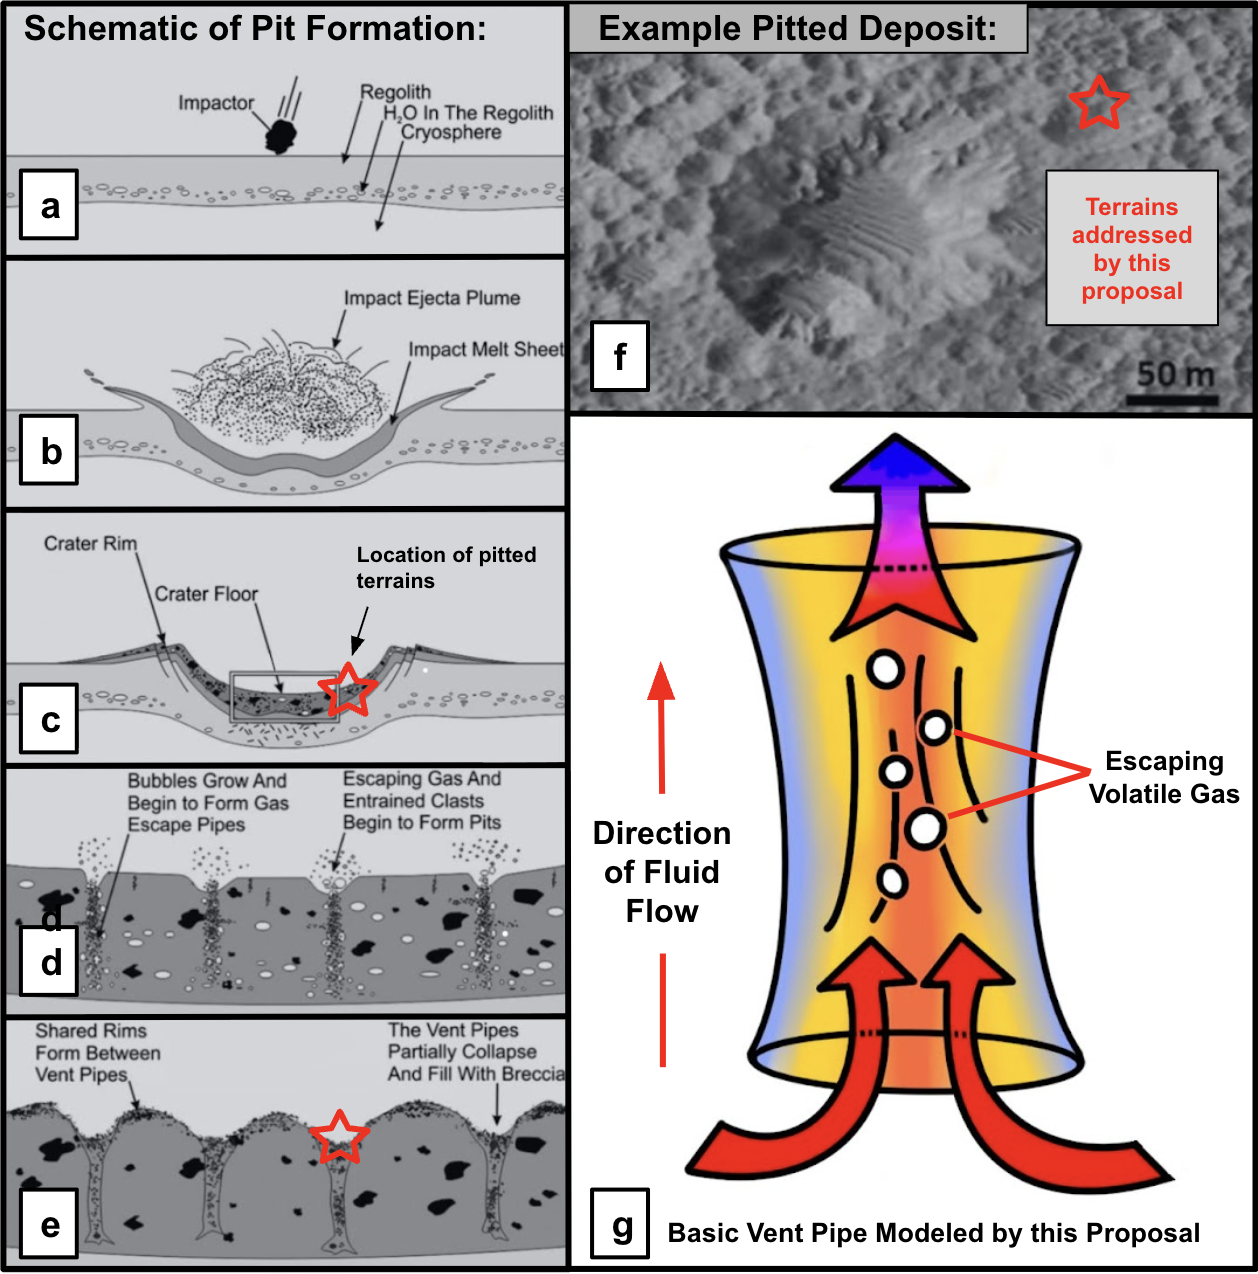 Schematic of Pit Formation:
Impactor
Regolith
H₂O In The Regolith
Cryosphere
a
Impact Ejecta Plume
Impact Melt Sheet
b
Crater Rim
Crater Floor
Location of pitted
terrains
c
Bubbles Grow And
Begin to Form Gas
Escape Pipes
Escaping Gas And
Entrained Clasts
Begin to Form Pits
d
d
Shared Rims
Form Between
Vent Pipes
The Vent Pipes
Partially Collapse
And Fill With Breccia
e
Example Pitted Deposit:
Terrains
addressed
by this
proposal
f
50 m
Direction
of Fluid
Flow
Escaping
Volatile Gas
g
Basic Vent Pipe Modeled by this Proposal